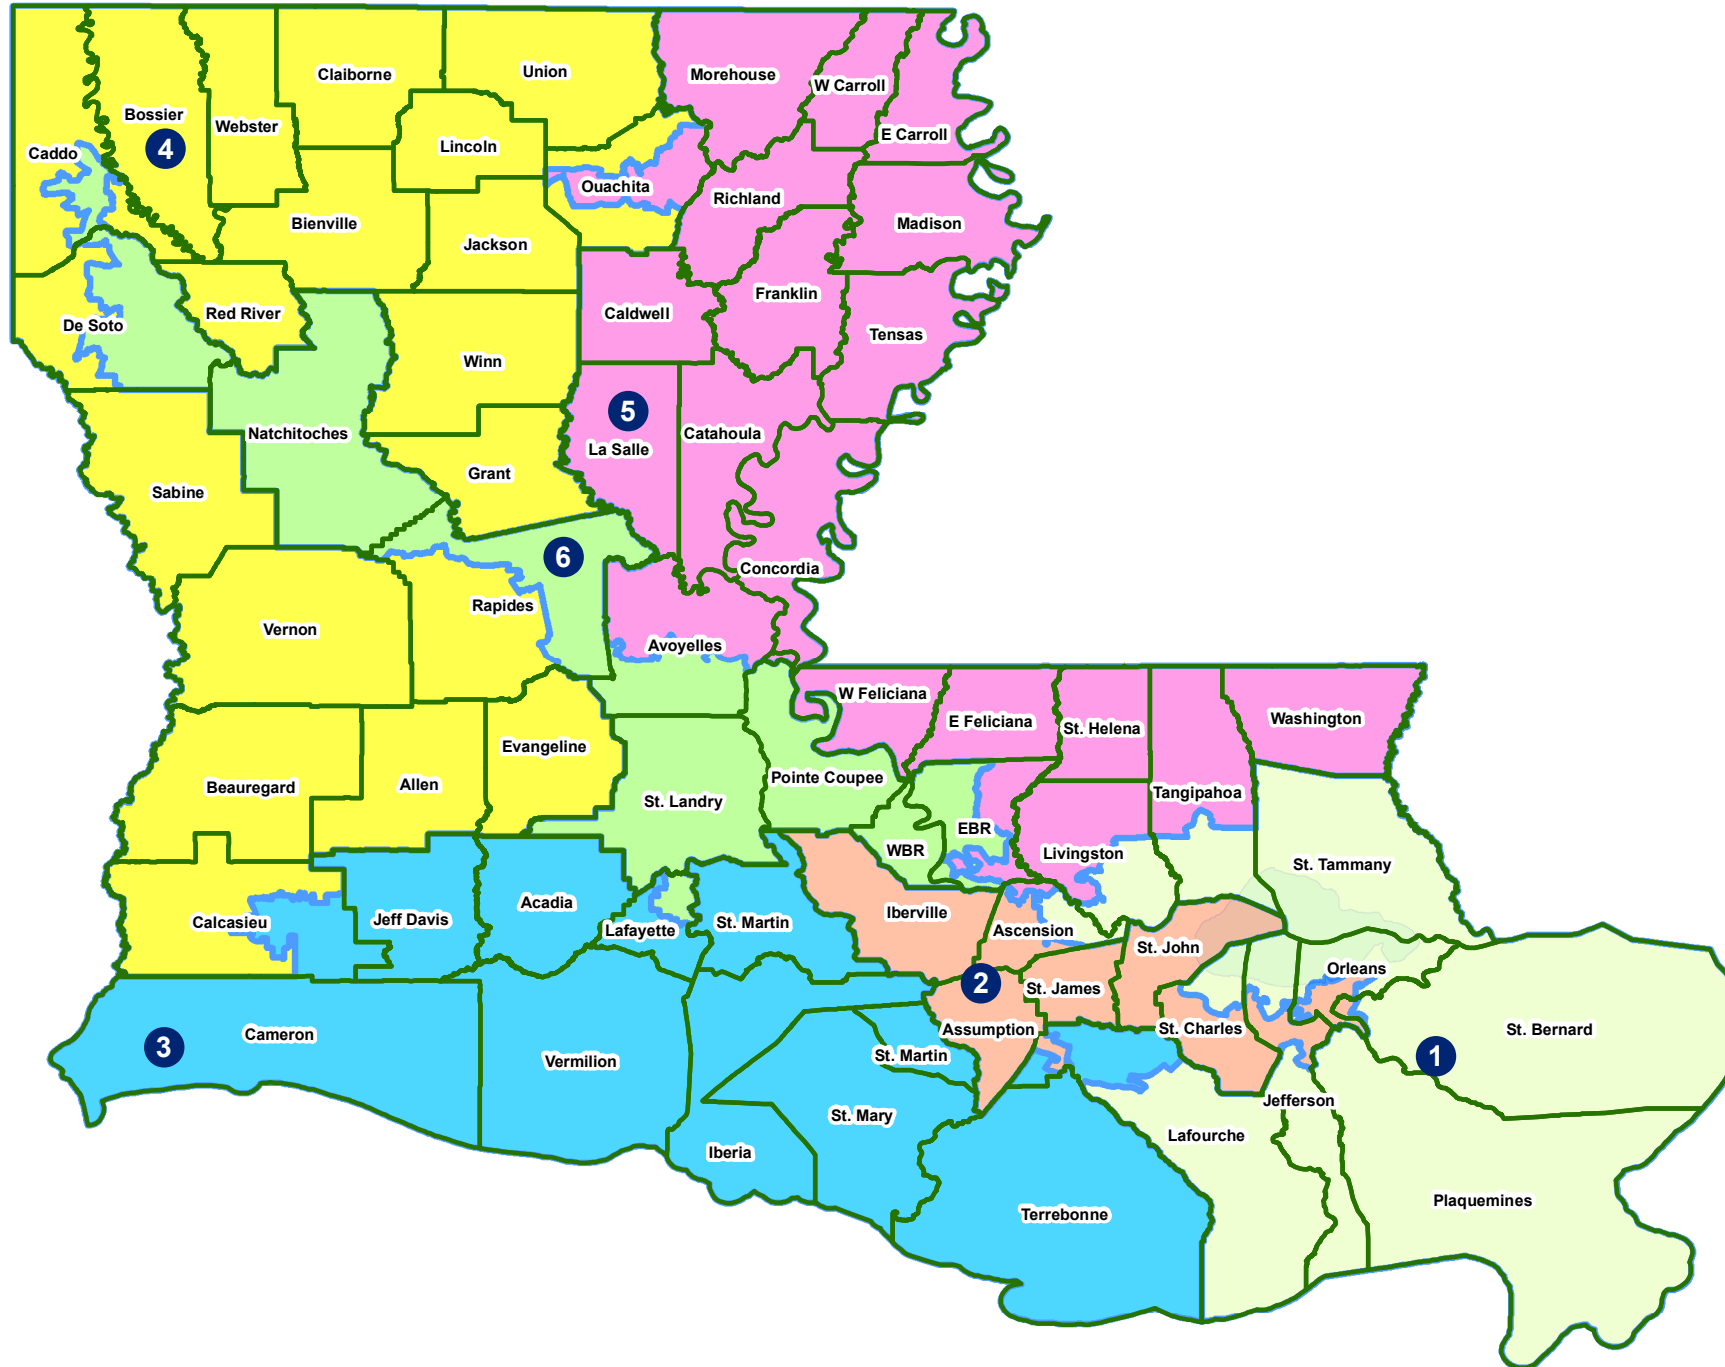 Claiborne
Union
Morehouse
W Carroll
Bossier
Webster
E Carroll
4
Caddo
Lincoln
Ouachita
Richland
Bienville
Madison
Jackson
Franklin
Red River
Caldwell
De Soto
Tensas
Winn
5
Natchitoches
Catahoula
La Salle
Grant
Sabine
6
Concordia
Rapides
Vernon
Avoyelles
W Feliciana
E Feliciana
Washington
St. Helena
Evangeline
Pointe Coupee
Beauregard
Allen
Tangipahoa
St. Landry
EBR
WBR
Livingston
St. Tammany
Acadia
Iberville
Jeff Davis
Calcasieu
St. Martin
Lafayette
Ascension
St. John
Orleans
2
St. James
St. Charles
Assumption
St. Bernard
Cameron
3
Vermilion
St. Martin
1
Jefferson
St. Mary
Lafourche
Iberia
Plaquemines
Terrebonne